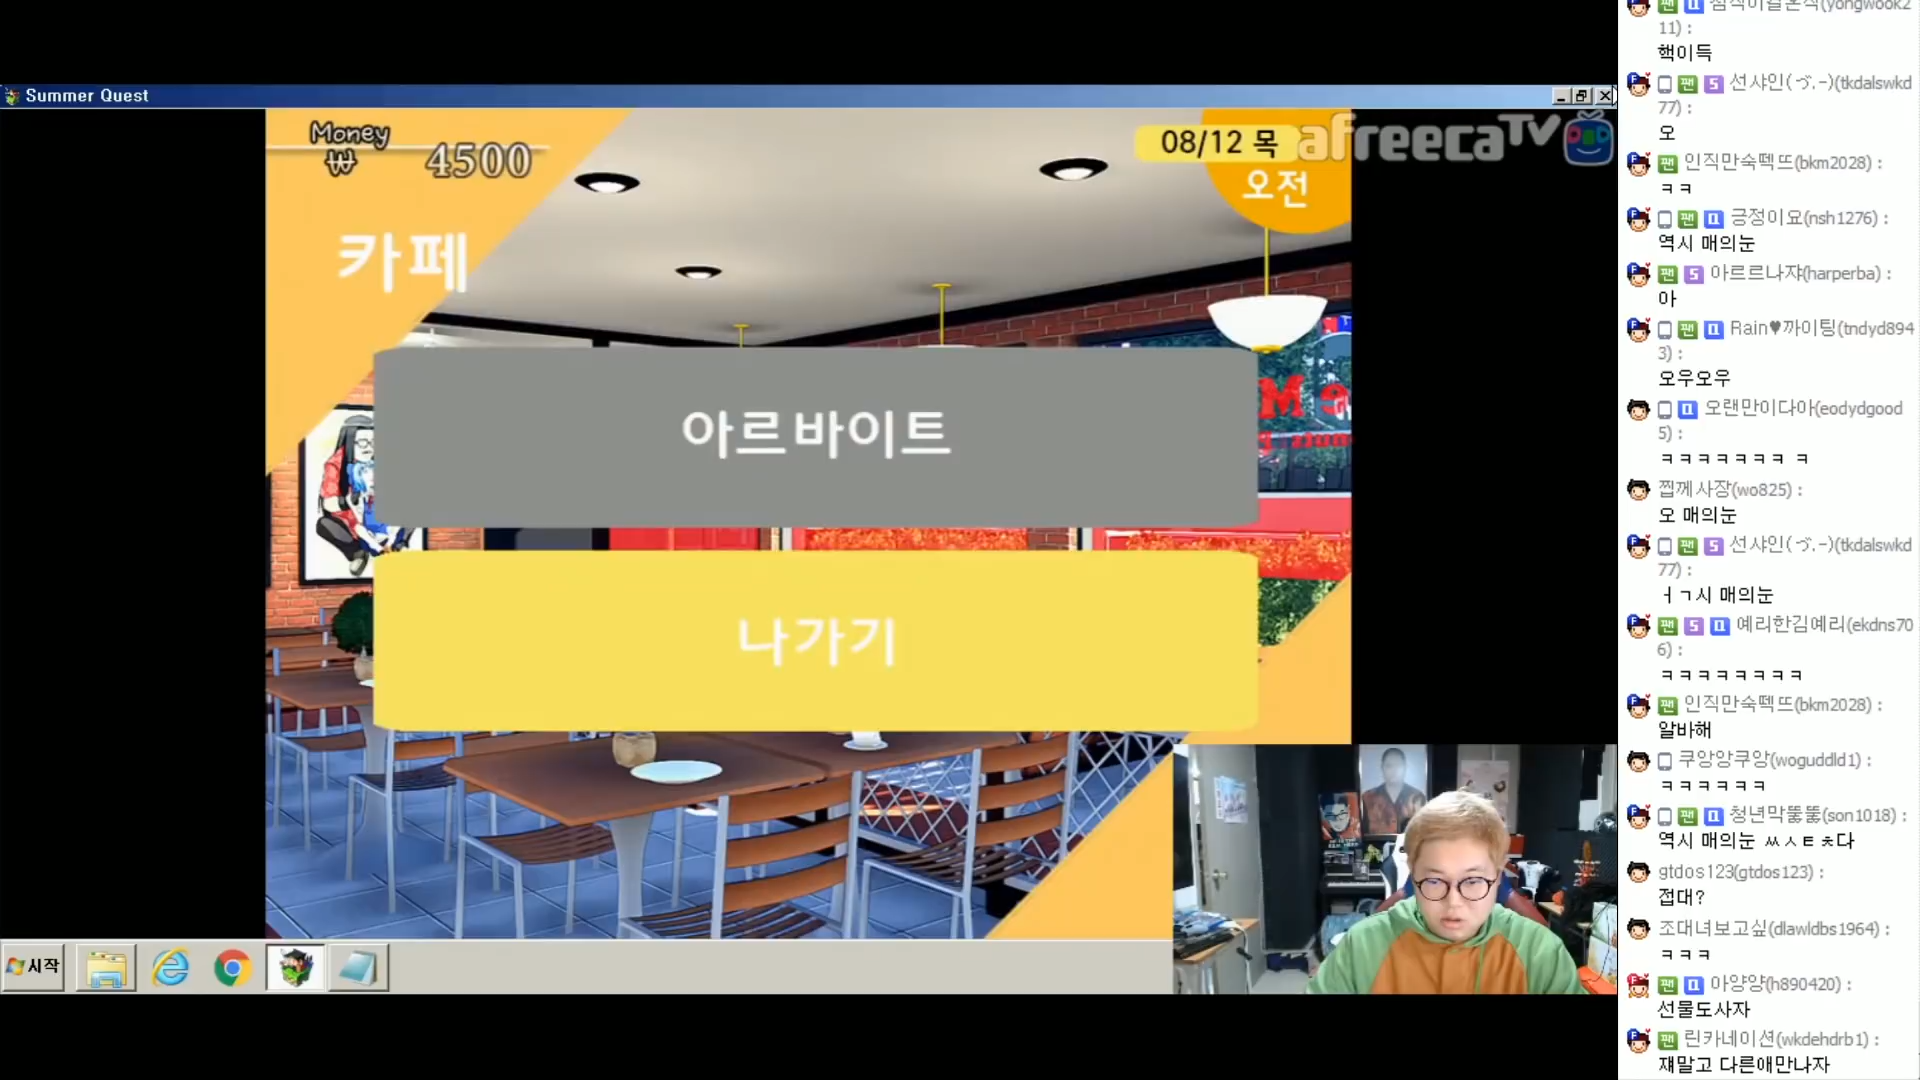 Summer Quest
Money
₩ 4500
카페
08/12 목
오전
afreecaTV
아르바이트
나가기
시작
11) :
핵이득
선샤인(づ.-)(tkdalswkd
77) :
오
인직만숙떽뜨(bkm2028) :
ㅋㅋ
긍정이요(nsh1276) :
역시 매의눈
아르르나쟈(harperba) :
아
Rain♥까이팅(tndyd894
3) :
오우오우
오랜만이다아(eodydgood
5) :
ㅋㅋㅋㅋㅋㅋㅋ ㅋ
찝께사장(wo825) :
오 매의눈
선샤인(づ.-)(tkdalswkd
77) :
ㅕㄱ시 매의눈
예리한김예리(ekdns70
6) :
ㅋㅋㅋㅋㅋㅋㅋㅋ
인직만숙떽뜨(bkm2028) :
알바해
쿠앙앙쿠앙(woguddld1) :
ㅋㅋㅋㅋㅋㅋ
청년막뚫뚫(son1018) :
역시 매의눈 ㅆㅅㅌㅊ다
gtdos123(gtdos123) :
접대?
조대녀보고싶(dlawldbs1964) :
ㅋㅋㅋ
아양양(h890420) :
선물도사자
린카네이션(wkdehdrb1) :
쟤말고 다른애만나자